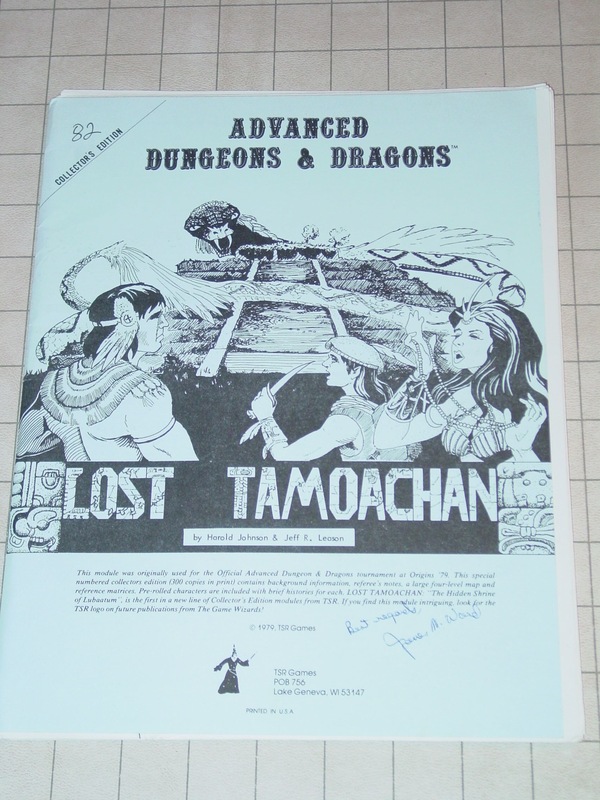 82
COLLECTOR'S EDITION
ADVANCED
DUNGEONS & DRAGONS™
LOST TAMOACHAN
by Harold Johnson & Jeff R. Leason
This module was originally used for the Official Advanced Dungeon & Dragons tournament at Origins '79. This special
numbered collectors edition (300 copies in print) contains background information, referee's notes, a large four-level map and
reference matrices. Pre-rolled characters are included with brief histories for each. LOST TAMOACHAN: "The Hidden Shrine
of Lubaatum", is the first in a new line of Collector's Edition modules from TSR. If you find this module intriguing, look for the
TSR logo on future publications from The Game Wizards!
© 1979, TSR Games
Best regards
James M. Ward
TSR Games
POB 756
Lake Geneva, WI 53147
PRINTED IN U.S.A.